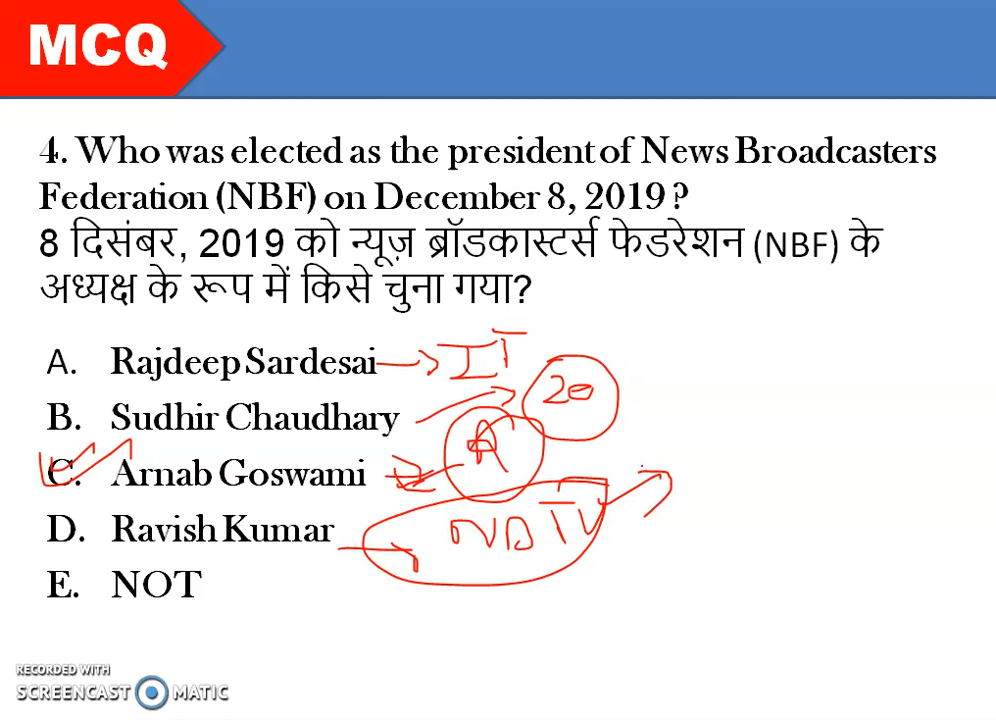 MCQ
4. Who was elected as the president of News Broadcasters
Federation (NBF) on December 8, 2019 ?
8 दिसंबर, 2019 को न्यूज़ ब्रॉडकास्टर्स फेडरेशन (NBF) के
अध्यक्ष के रूप में किसे चुना गया?
A. Rajdeep Sardesai
B. Sudhir Chaudhary
20
C. Arnab Goswami
R
D. Ravish Kumar
E. NOT
RECORDED WITH
SCREENCAST MATIC